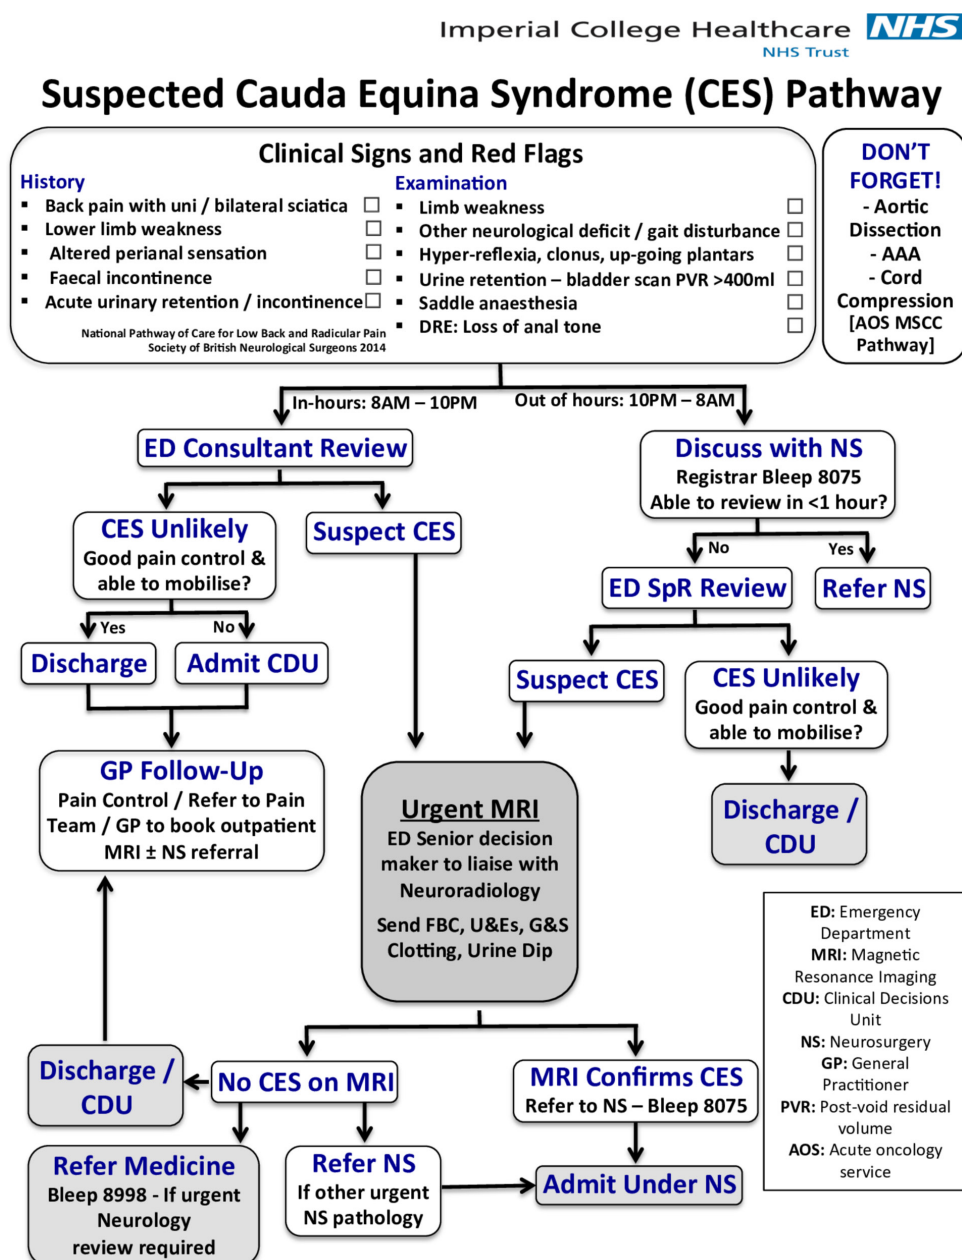 Imperial College Healthcare NHS
NHS Trust
Suspected Cauda Equina Syndrome (CES) Pathway
Clinical Signs and Red Flags
History
▪ Back pain with uni / bilateral sciatica ☐
▪ Lower limb weakness ☐
▪ Altered perianal sensation ☐
▪ Faecal incontinence ☐
▪ Acute urinary retention / incontinence ☐
National Pathway of Care for Low Back and Radicular Pain
Society of British Neurological Surgeons 2014
Examination
▪ Limb weakness ☐
▪ Other neurological deficit / gait disturbance ☐
▪ Hyper-reflexia, clonus, up-going plantars ☐
▪ Urine retention – bladder scan PVR >400ml ☐
▪ Saddle anaesthesia ☐
▪ DRE: Loss of anal tone ☐
DON'T
FORGET!
- Aortic
Dissection
- AAA
- Cord
Compression
[AOS MSCC
Pathway]
In-hours: 8AM – 10PM
Out of hours: 10PM – 8AM
ED Consultant Review
Discuss with NS
Registrar Bleep 8075
Able to review in <1 hour?
CES Unlikely
Good pain control &
able to mobilise?
Suspect CES
No
Yes
ED SpR Review
Refer NS
Yes
No
Discharge
Admit CDU
Suspect CES
CES Unlikely
Good pain control &
able to mobilise?
GP Follow-Up
Pain Control / Refer to Pain
Team / GP to book outpatient
MRI ± NS referral
Urgent MRI
ED Senior decision
maker to liaise with
Neuroradiology
Send FBC, U&Es, G&S
Clotting, Urine Dip
Discharge /
CDU
ED: Emergency
Department
MRI: Magnetic
Resonance Imaging
CDU: Clinical Decisions
Unit
NS: Neurosurgery
GP: General
Practitioner
PVR: Post-void residual
volume
AOS: Acute oncology
service
Discharge /
CDU
No CES on MRI
MRI Confirms CES
Refer to NS – Bleep 8075
Refer Medicine
Bleep 8998 - If urgent
Neurology
review required
Refer NS
If other urgent
NS pathology
Admit Under NS